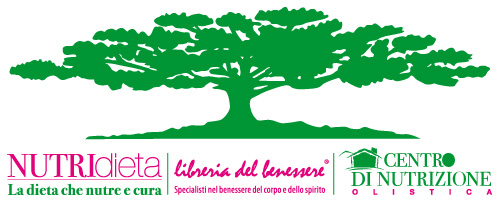 NUTRIdieta
La dieta che nutre e cura
libreria del benessere®
Specialisti nel benessere del corpo e dello spirito
CENTRO
DI NUTRIZIONE
OLISTICA